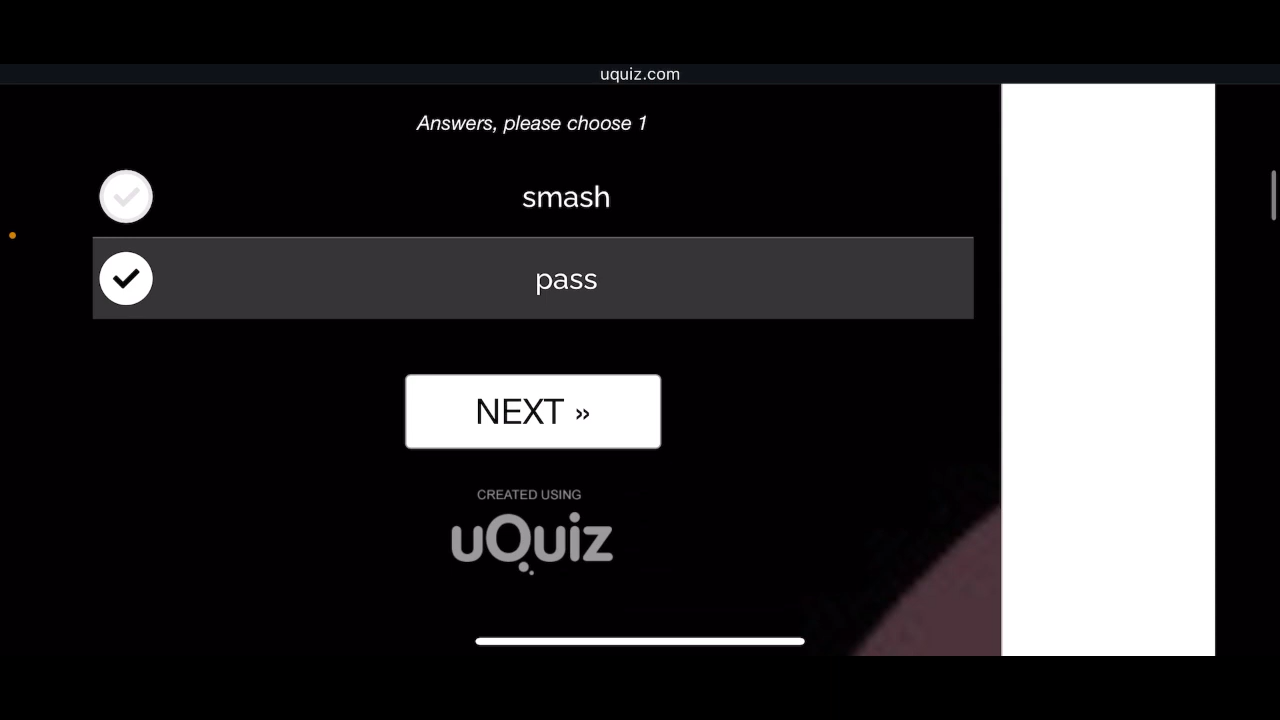 uquiz.com
Answers, please choose 1
smash
pass
NEXT »
CREATED USING
uQuiz